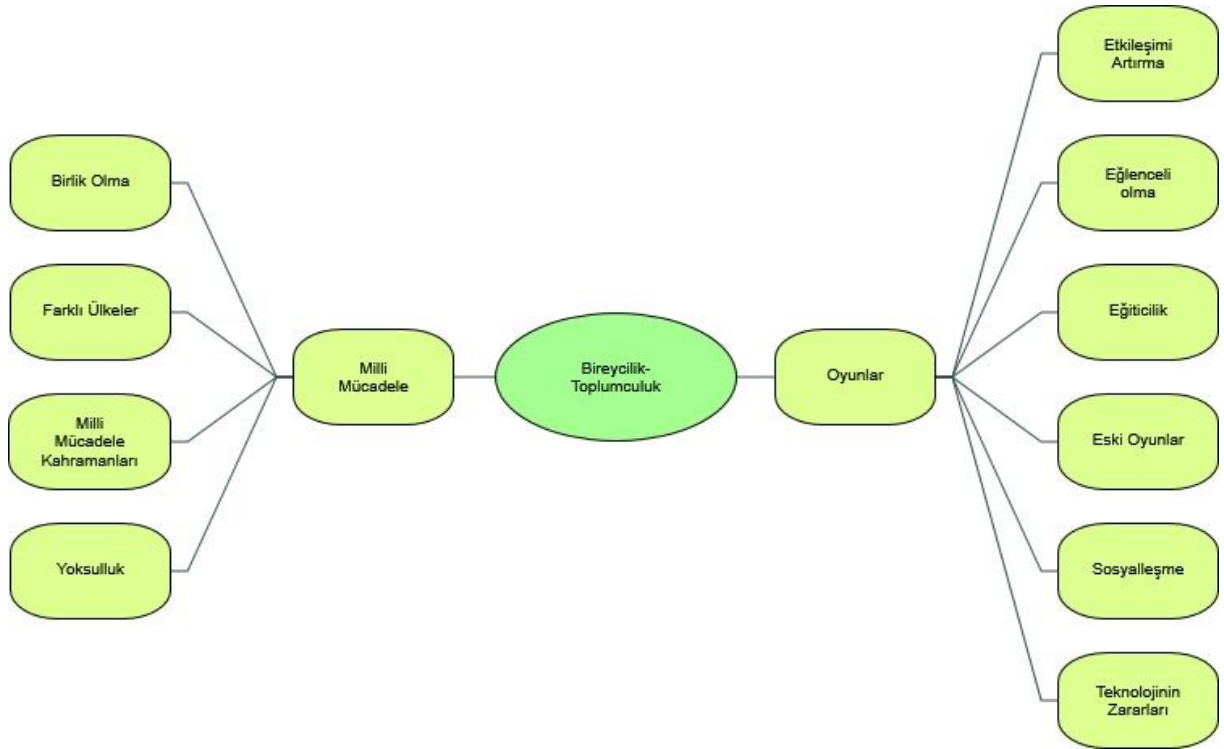 Birlik Olma
Farklı Ülkeler
Milli
Mücadele
Kahramanları
Yoksulluk
Milli
Mücadele
Bireycilik-
Toplumculuk
Oyunlar
Etkileşimi
Artırma
Eğlenceli
olma
Eğiticilik
Eski Oyunlar
Sosyalleşme
Teknolojinin
Zararları